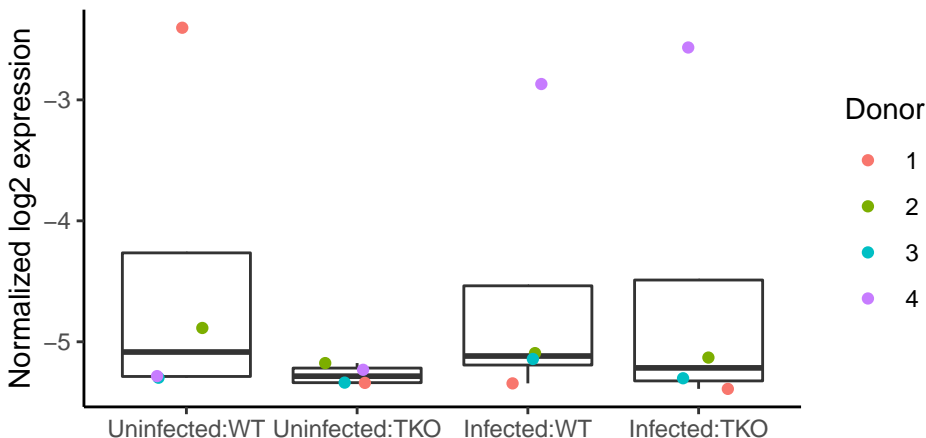 Normalized log2 expression
−3
−4
−5
Uninfected:WT
Uninfected:TKO
Infected:WT
Infected:TKO
Donor
1
2
3
4